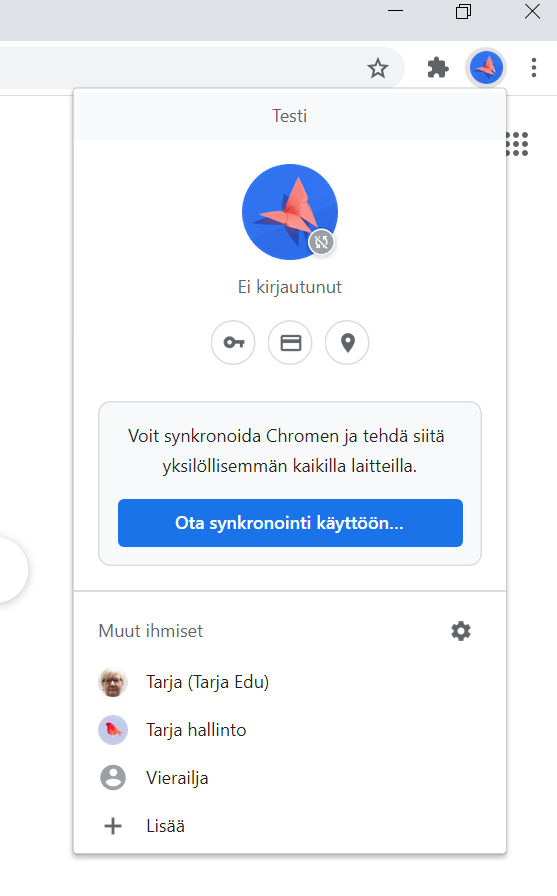 Testi
Ei kirjautunut
Voit synkronoida Chromen ja tehdä siitä
yksilöllisemmän kaikilla laitteilla.
Ota synkronointi käyttöön...
Muut ihmiset
Tarja (Tarja Edu)
Tarja hallinto
Vierailja
Lisää